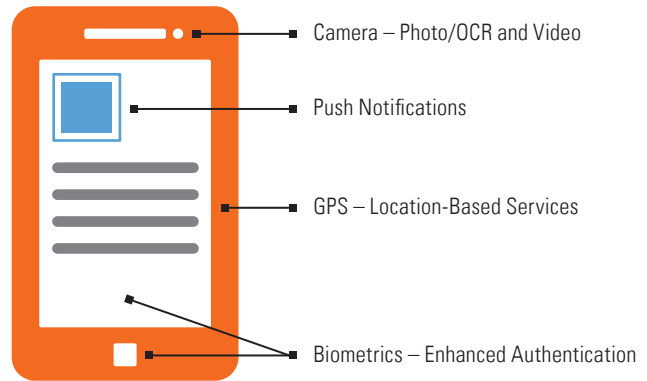 Camera – Photo/OCR and Video
Push Notifications
GPS – Location-Based Services
Biometrics – Enhanced Authentication